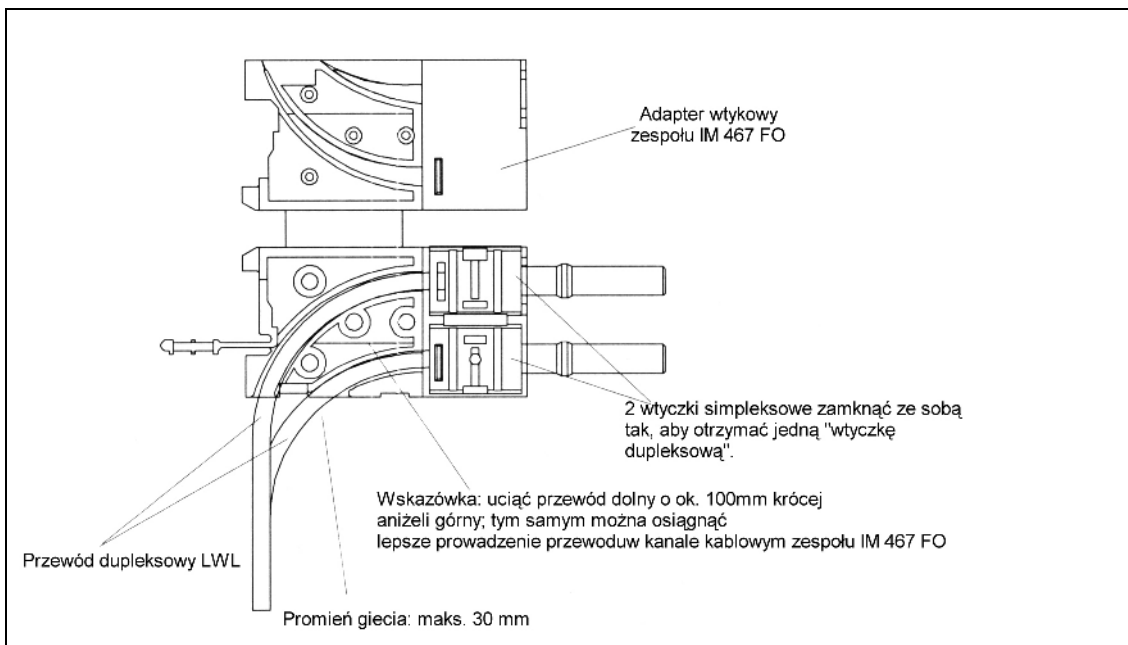 Adapter wtykowy
zespołu IM 467 FO
2 wtyczki simpleksowe zamknąć ze sobą
tak, aby otrzymać jedną "wtyczkę
dupleksową".
Wskazówka: uciąć przewód dolny o ok. 100mm krócej
aniżeli górny; tym samym można osiągnąć
lepsze prowadzenie przewoduw kanale kablowym zespołu IM 467 FO
Przewód dupleksowy LWL
Promień giecia: maks. 30 mm